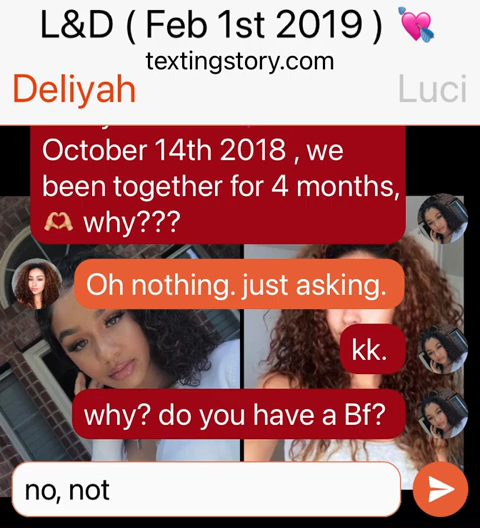 L&D ( Feb 1st 2019 ) 💘
textingstory.com
Deliyah
Luci
October 14th 2018 , we
been together for 4 months,
🫶🏼 why???
Oh nothing. just asking.
kk.
why? do you have a Bf?
no, not